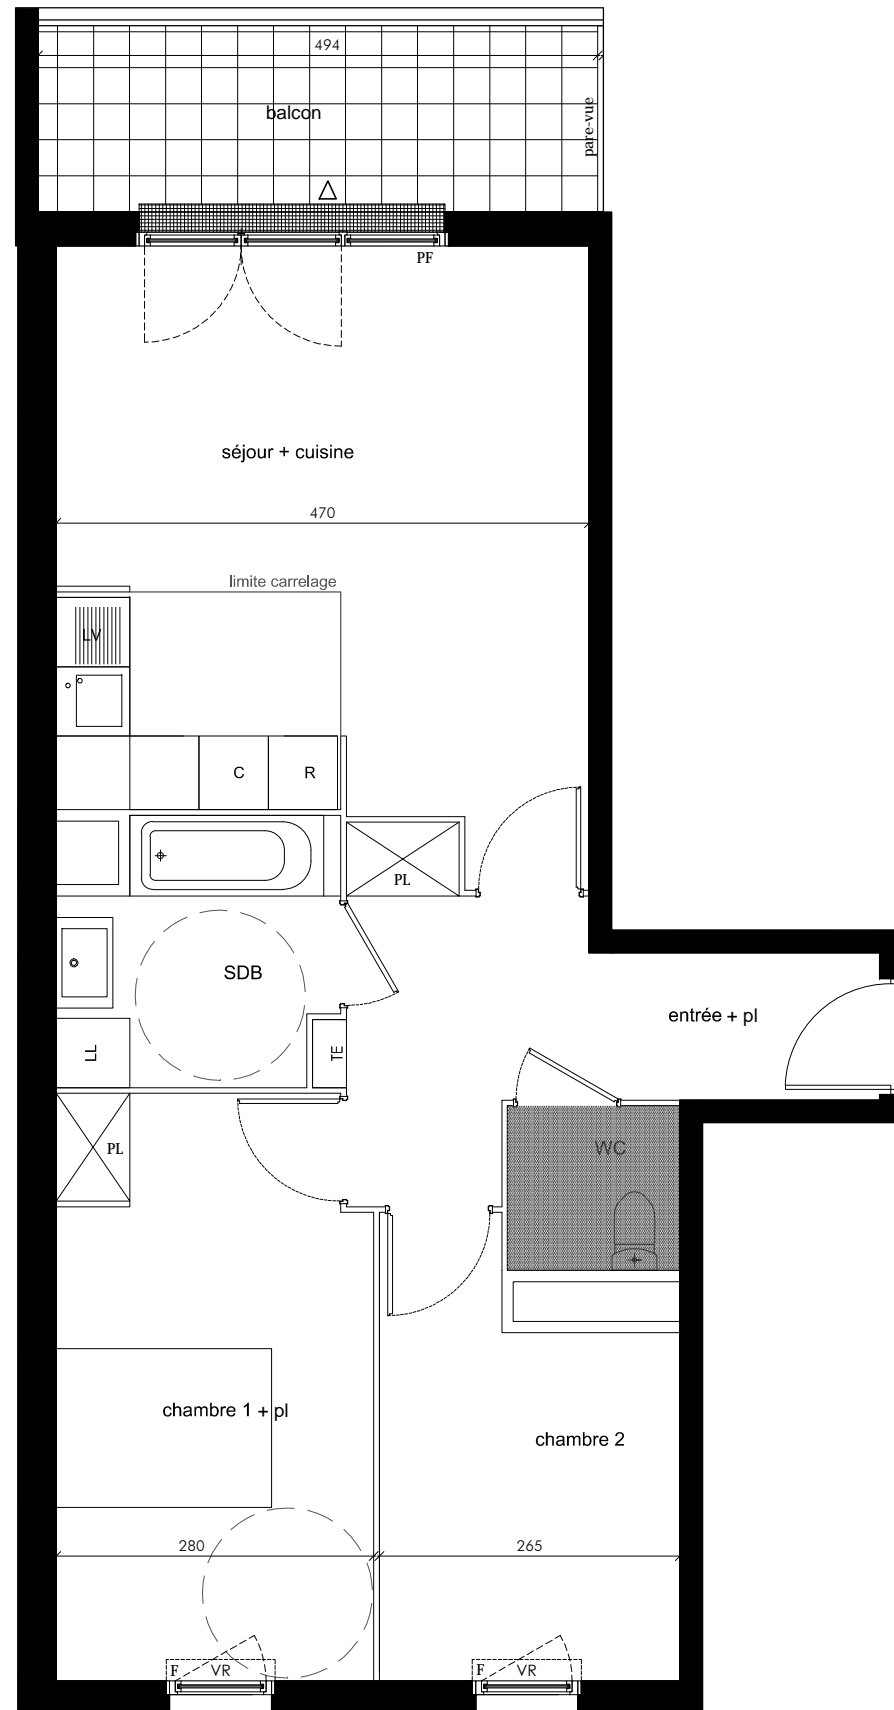 494
balcon
pare-vue
PF
séjour + cuisine
470
limite carrelage
LV
C
R
PL
SDB
entrée + pl
LL
TE
PL
WC
chambre 1 + pl
chambre 2
280
265
F
VR
F
VR